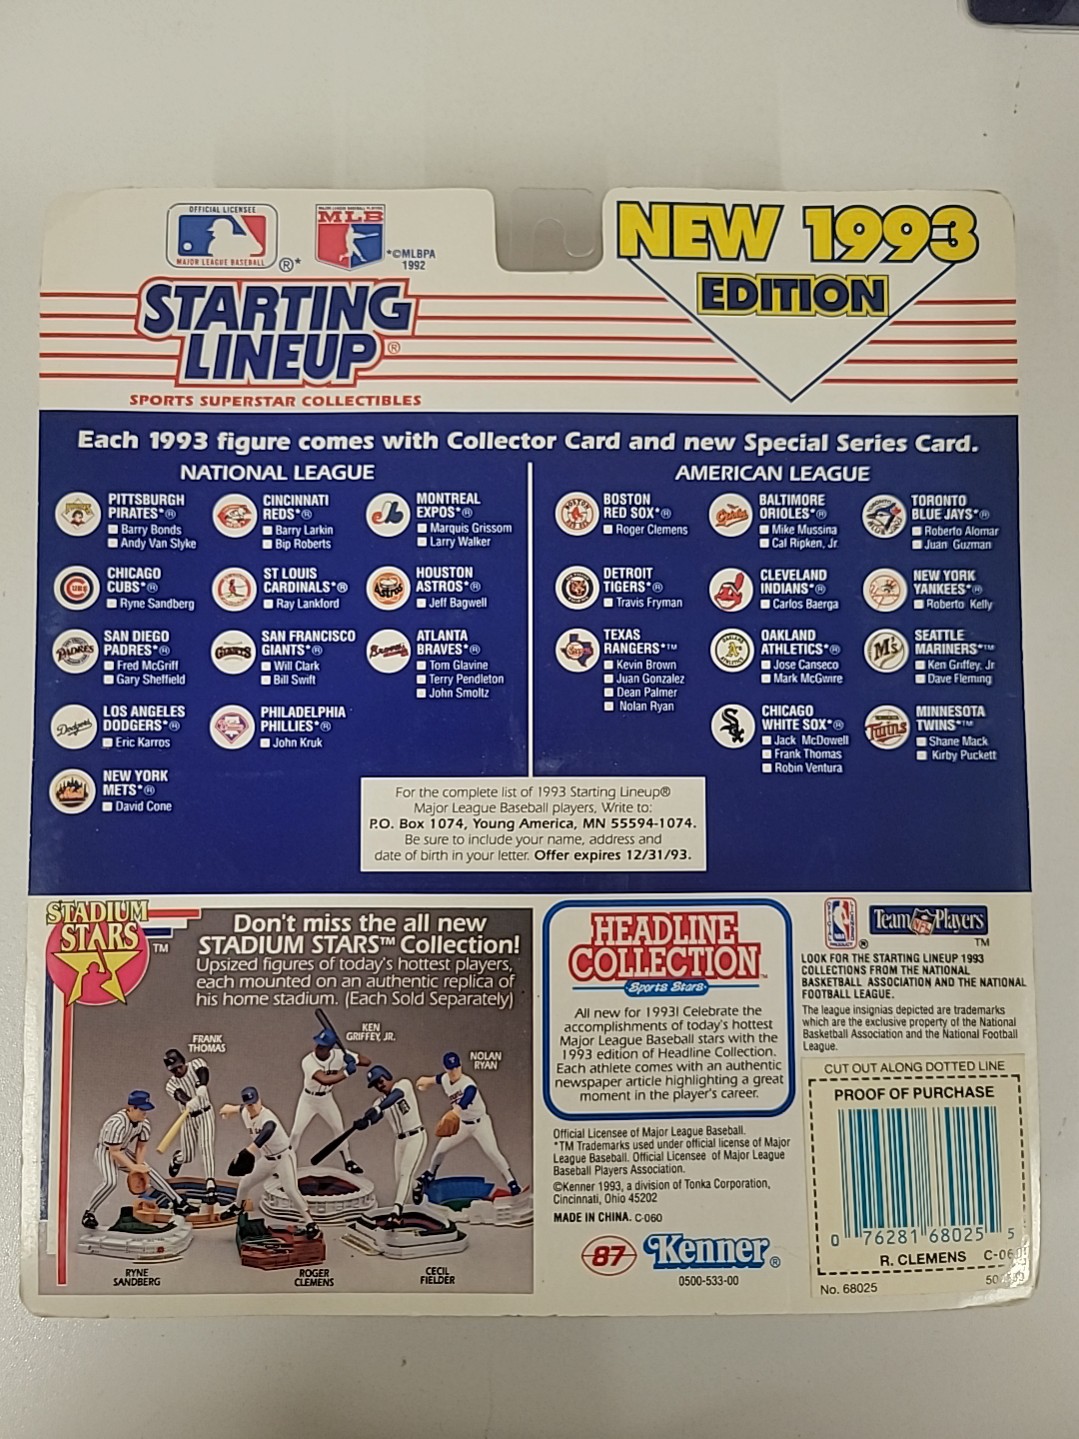 OFFICIAL LICENSEE
MAJOR LEAGUE BASEBALL
®*
MLB
*©MLBPA
1992
NEW 1993
EDITION
STARTING
LINEUP®
SPORTS SUPERSTAR COLLECTIBLES
Each 1993 figure comes with Collector Card and new Special Series Card.
NATIONAL LEAGUE
PITTSBURGH
PIRATES*®
Barry Bonds
Andy Van Slyke
CINCINNATI
REDS*®
Barry Larkin
Bip Roberts
MONTREAL
EXPOS*®
Marquis Grissom
Larry Walker
CHICAGO
CUBS*®
Ryne Sandberg
ST LOUIS
CARDINALS*®
Ray Lankford
HOUSTON
ASTROS*®
Jeff Bagwell
SAN DIEGO
PADRES*®
Fred McGriff
Gary Sheffield
SAN FRANCISCO
GIANTS*®
Will Clark
Bill Swift
ATLANTA
BRAVES*®
Tom Glavine
Terry Pendleton
John Smoltz
LOS ANGELES
DODGERS*®
Eric Karros
PHILADELPHIA
PHILLIES*®
John Kruk
NEW YORK
METS*®
David Cone
AMERICAN LEAGUE
BOSTON
RED SOX*®
Roger Clemens
BALTIMORE
ORIOLES*®
Mike Mussina
Cal Ripken, Jr.
TORONTO
BLUE JAYS*®
Roberto Alomar
Juan Guzman
DETROIT
TIGERS*®
Travis Fryman
CLEVELAND
INDIANS*®
Carlos Baerga
NEW YORK
YANKEES*®
Roberto Kelly
TEXAS
RANGERS*™
Kevin Brown
Juan Gonzalez
Dean Palmer
Nolan Ryan
OAKLAND
ATHLETICS*®
Jose Canseco
Mark McGwire
SEATTLE
MARINERS*™
Ken Griffey, Jr
Dave Fleming
CHICAGO
WHITE SOX*®
Jack McDowell
Frank Thomas
Robin Ventura
MINNESOTA
TWINS*™
Shane Mack
Kirby Puckett
For the complete list of 1993 Starting Lineup®
Major League Baseball players, Write to:
P.O. Box 1074, Young America, MN 55594-1074.
Be sure to include your name, address and
date of birth in your letter. Offer expires 12/31/93.
STADIUM
STARS
™
Don't miss the all new
STADIUM STARS™ Collection!
Upsized figures of today's hottest players,
each mounted on an authentic replica of
his home stadium. (Each Sold Separately)
FRANK
THOMAS
KEN
GRIFFEY, JR.
NOLAN
RYAN
RYNE
SANDBERG
ROGER
CLEMENS
CECIL
FIELDER
HEADLINE
COLLECTION™
Sports Stars
All new for 1993! Celebrate the
accomplishments of today's hottest
Major League Baseball stars with the
1993 edition of Headline Collection.
Each athlete comes with an authentic
newspaper article highlighting a great
moment in the player's career.
Official Licensee of Major League Baseball.
*TM Trademarks used under official license of Major
League Baseball. Official Licensee of Major League
Baseball Players Association.
©Kenner 1993, a division of Tonka Corporation,
Cincinnati, Ohio 45202
MADE IN CHINA. C-060
87
Kenner®
0500-533-00
®
Team NFL Players
™
LOOK FOR THE STARTING LINEUP 1993
COLLECTIONS FROM THE NATIONAL
BASKETBALL ASSOCIATION AND THE NATIONAL
FOOTBALL LEAGUE.
The league insignias depicted are trademarks
which are the exclusive property of the National
Basketball Association and the National Football
League.
CUT OUT ALONG DOTTED LINE
PROOF OF PURCHASE
0 76281 68025 5
R. CLEMENS
No. 68025